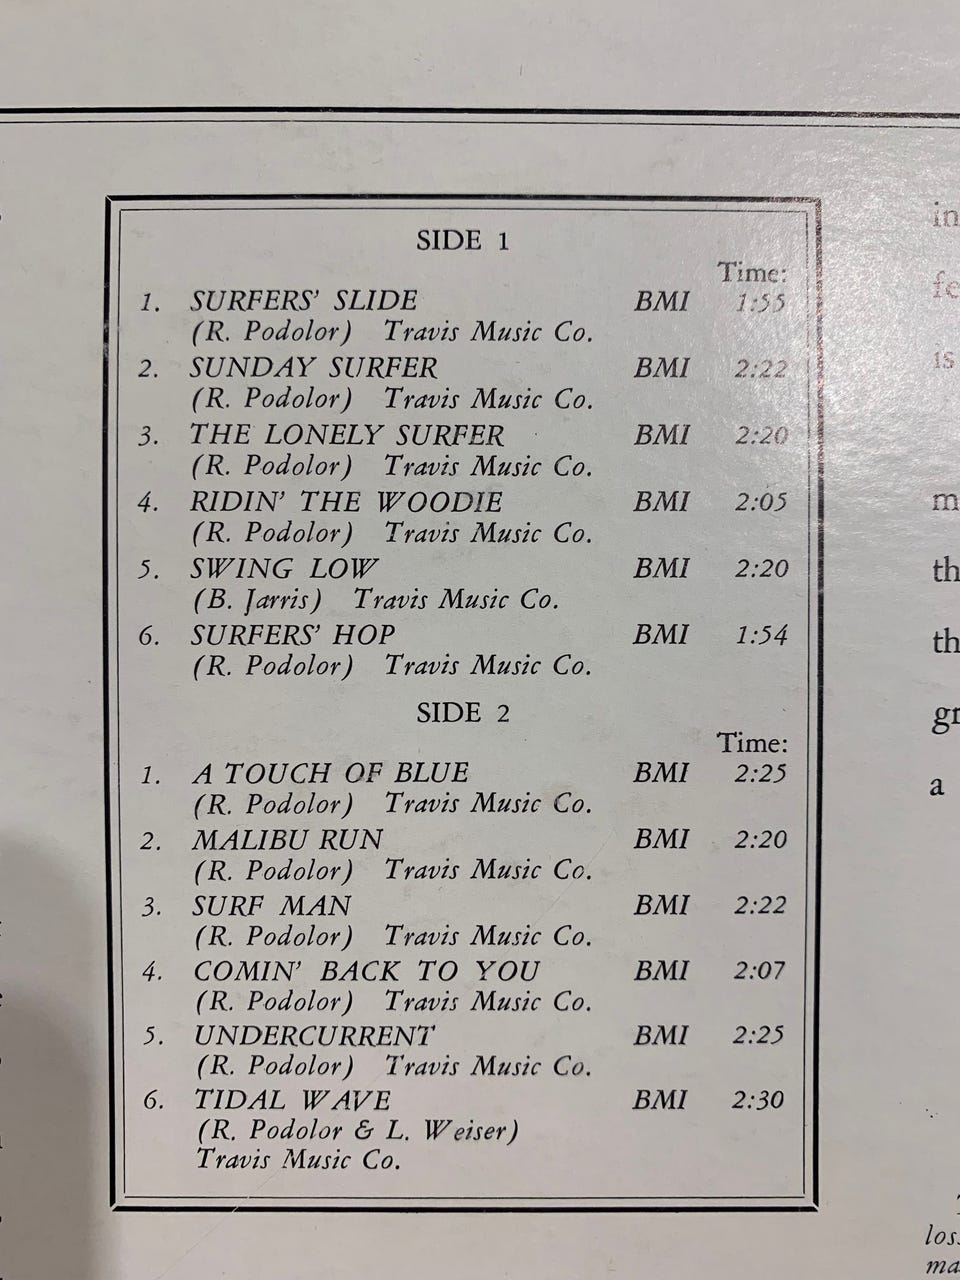 SIDE 1
Time:
1. SURFERS' SLIDE BMI 1:55
(R. Podolor) Travis Music Co.
2. SUNDAY SURFER BMI 2:22
(R. Podolor) Travis Music Co.
3. THE LONELY SURFER BMI 2:20
(R. Podolor) Travis Music Co.
4. RIDIN' THE WOODIE BMI 2:05
(R. Podolor) Travis Music Co.
5. SWING LOW BMI 2:20
(B. Jarris) Travis Music Co.
6. SURFERS' HOP BMI 1:54
(R. Podolor) Travis Music Co.
SIDE 2
Time:
1. A TOUCH OF BLUE BMI 2:25
(R. Podolor) Travis Music Co.
2. MALIBU RUN BMI 2:20
(R. Podolor) Travis Music Co.
3. SURF MAN BMI 2:22
(R. Podolor) Travis Music Co.
4. COMIN' BACK TO YOU BMI 2:07
(R. Podolor) Travis Music Co.
5. UNDERCURRENT BMI 2:25
(R. Podolor) Travis Music Co.
6. TIDAL WAVE BMI 2:30
(R. Podolor & L. Weiser)
Travis Music Co.
is
a